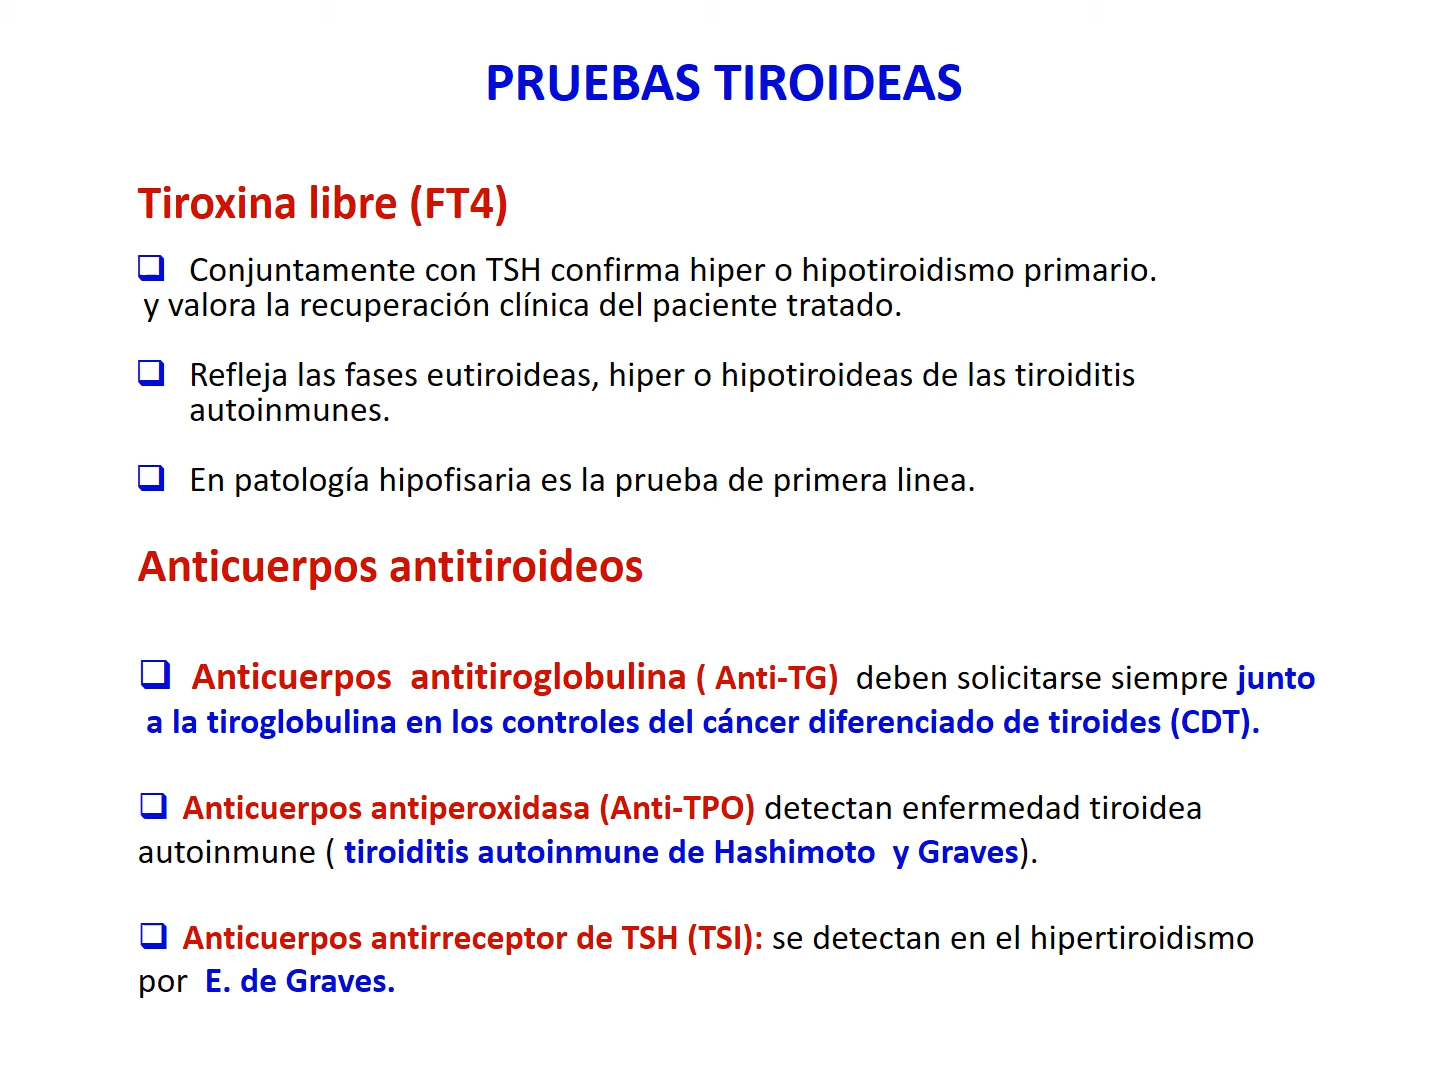 PRUEBAS TIROIDEAS
Tiroxina libre (FT4)
❑ Conjuntamente con TSH confirma hiper o hipotiroidismo primario.
y valora la recuperación clínica del paciente tratado.
❑ Refleja las fases eutiroideas, hiper o hipotiroideas de las tiroiditis
autoinmunes.
❑ En patología hipofisaria es la prueba de primera linea.
Anticuerpos antitiroideos
❑ Anticuerpos antitiroglobulina ( Anti-TG) deben solicitarse siempre junto
a la tiroglobulina en los controles del cáncer diferenciado de tiroides (CDT).
❑ Anticuerpos antiperoxidasa (Anti-TPO) detectan enfermedad tiroidea
autoinmune ( tiroiditis autoinmune de Hashimoto y Graves).
❑ Anticuerpos antirreceptor de TSH (TSI): se detectan en el hipertiroidismo
por E. de Graves.